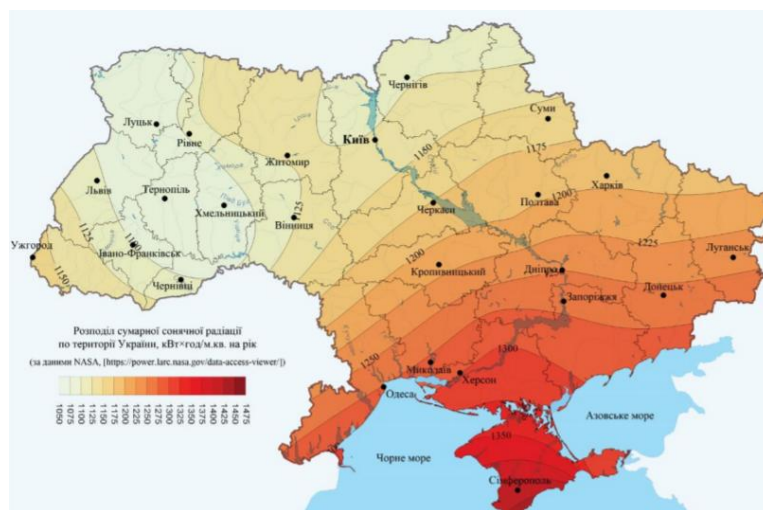 Чернігів
Суми
Луцьк
Рівне
Київ
1150
Житомир
1175
Львів
Тернопіль
Хмельницький
1125
Вінниця
Черкаси
Полтава
1200
Харків
1125
1100
Івано-Франківськ
Ужгород
1150
Чернівці
1200
Кропивницький
1225
Дніпро
Луганськ
Запоріжжя
Донецьк
Розподіл сумарної сонячної радіації
по території України, кВт×год/м.кв. на рік
(за даними NASA, [https://power.larc.nasa.gov/data-access-viewer/])
1050
1075
1100
1125
1150
1175
1200
1225
1250
1275
1300
1325
1350
1375
1400
1425
1450
1475
1250
Миколаїв
1300
Херсон
Одеса
Азовське море
Чорне море
1350
Сімферополь